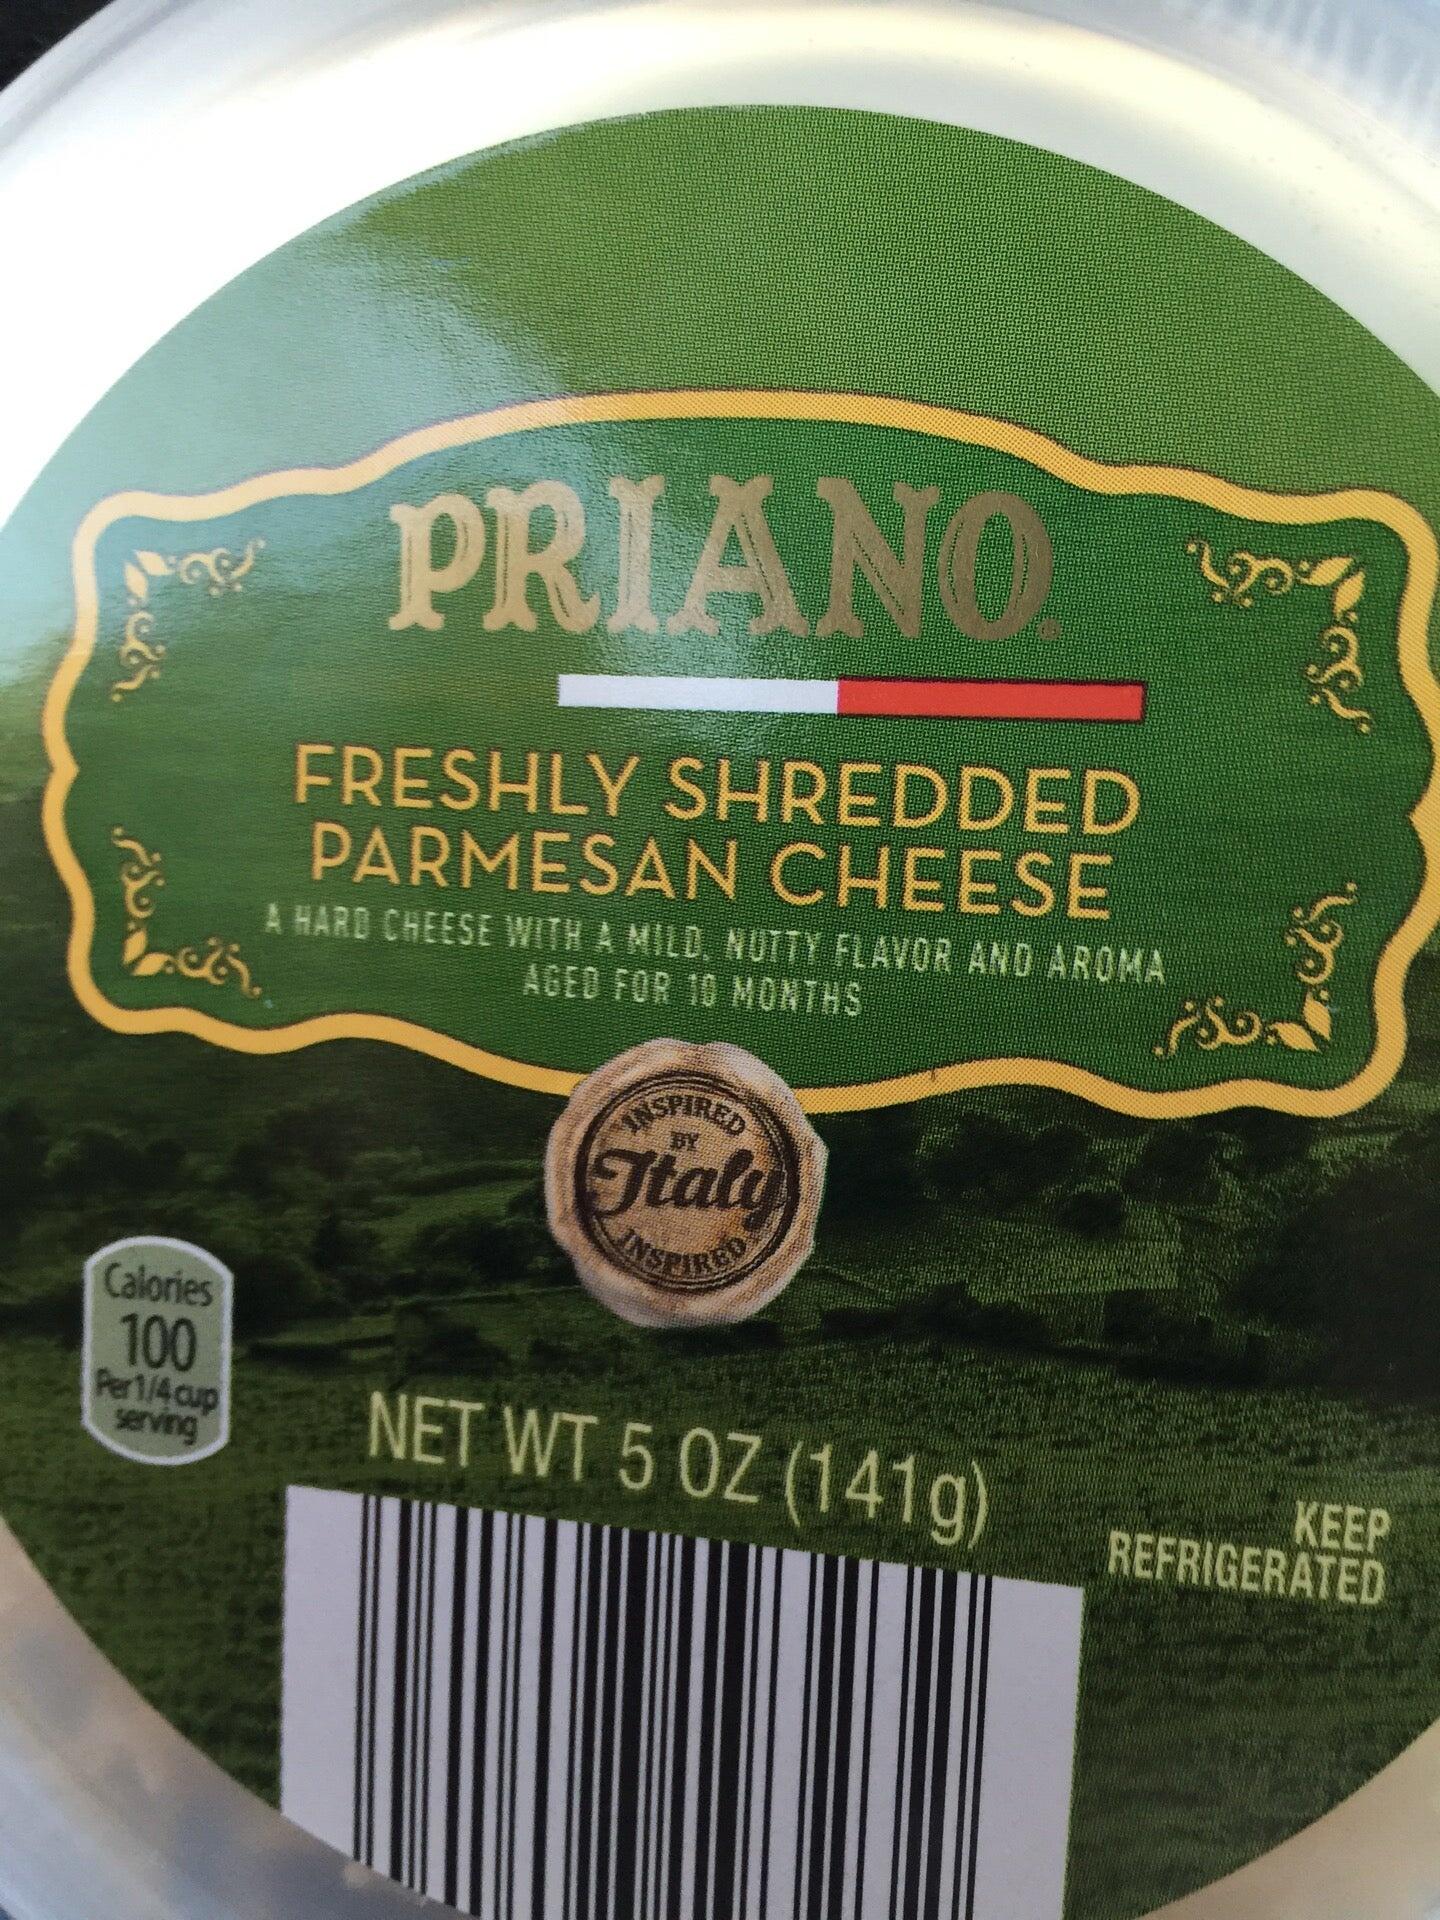 PRIANO.
FRESHLY SHREDDED
PARMESAN CHEESE
A HARD CHEESE WITH A MILD, NUTTY FLAVOR AND AROMA
AGED FOR 10 MONTHS
INSPIRED
BY
Italy
INSPIRED
Calories
100
Per 1/4 cup
serving
NET WT 5 OZ (141g)
KEEP
REFRIGERATED